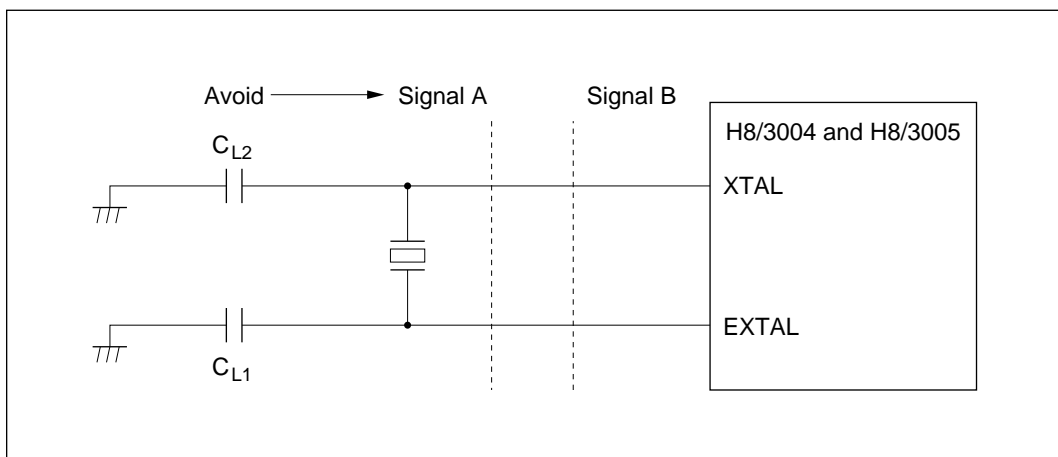 Avoid
Signal A
Signal B
H8/3004 and H8/3005
CL2
XTAL
EXTAL
CL1